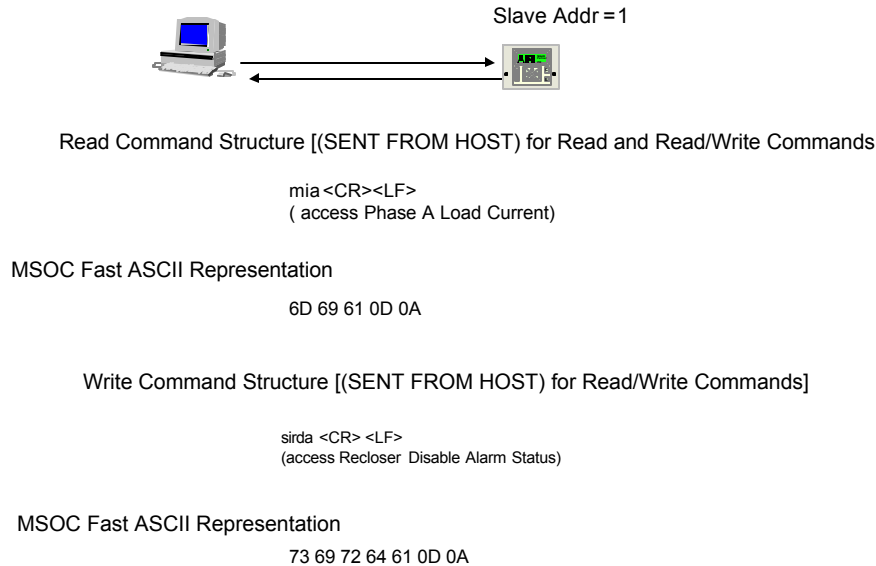 Slave Addr =1
Read Command Structure [(SENT FROM HOST) for Read and Read/Write Commands
mia <CR><LF>
( access Phase A Load Current)
MSOC Fast ASCII Representation
6D 69 61 0D 0A
Write Command Structure [(SENT FROM HOST) for Read/Write Commands]
sirda <CR> <LF>
(access Recloser Disable Alarm Status)
MSOC Fast ASCII Representation
73 69 72 64 61 0D 0A